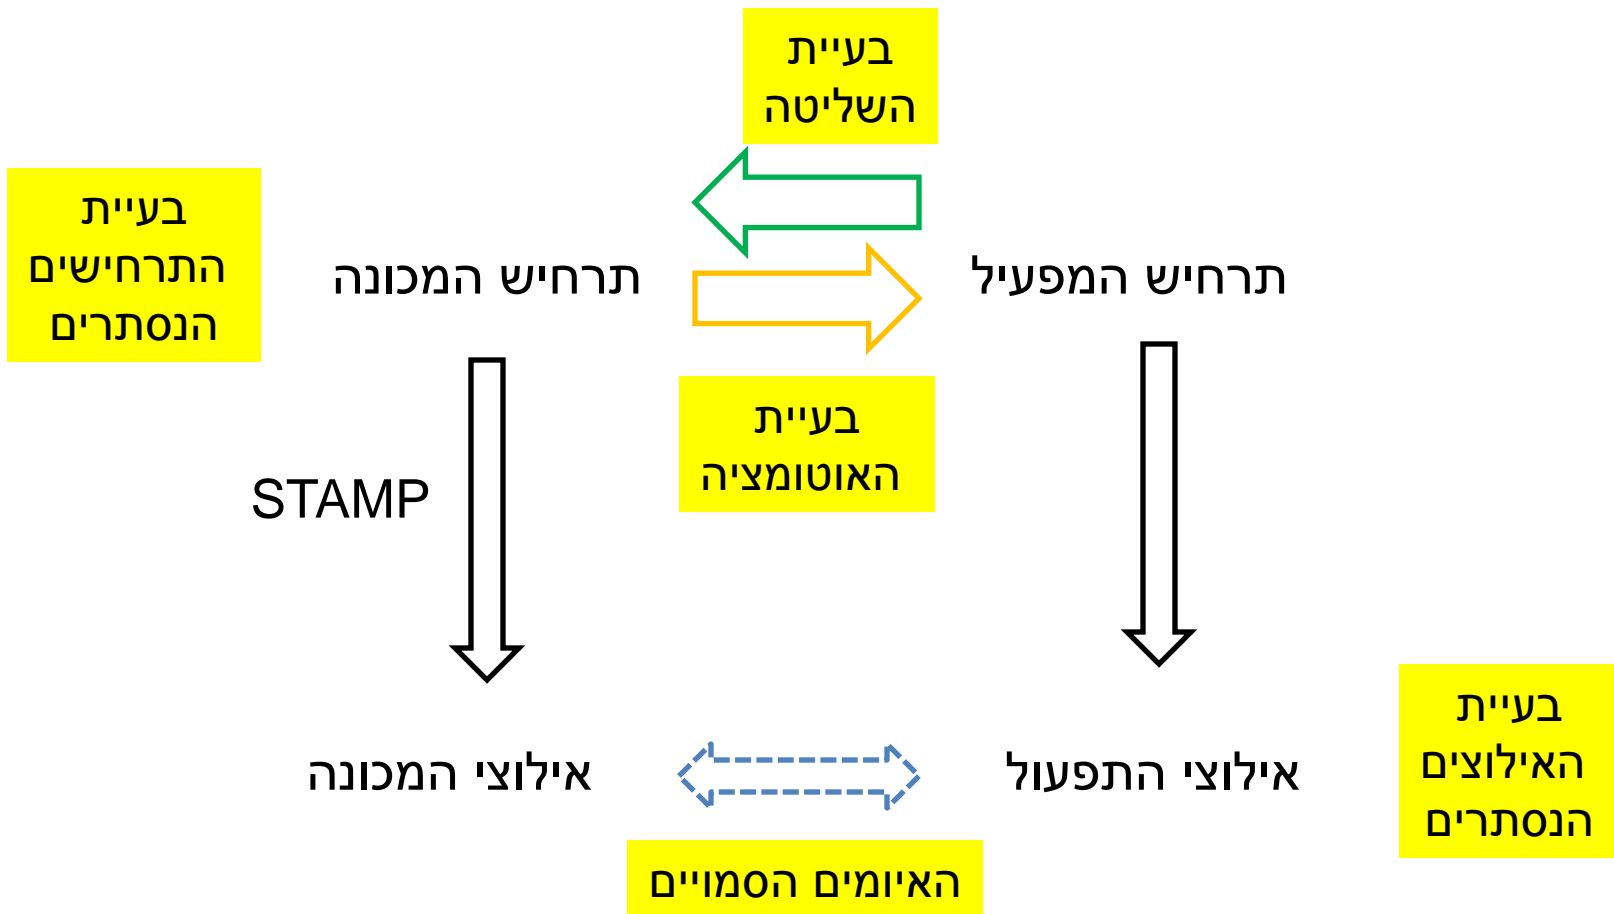 בעיית
השליטה
בעיית
התרחישים
הנסתרים
תרחיש המפעיל
תרחיש המכונה
בעיית
האוטומציה
STAMP
בעיית
האילוצים
הנסתרים
אילוצי התפעול
אילוצי המכונה
האיומים הסמויים